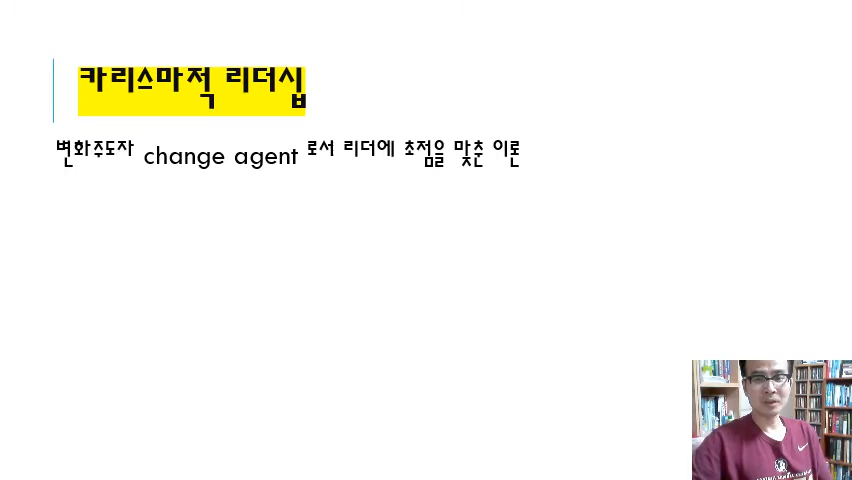 카리스마적 리더십
변화주도자 change agent 로서 리더에 초점을 맞춘 이론